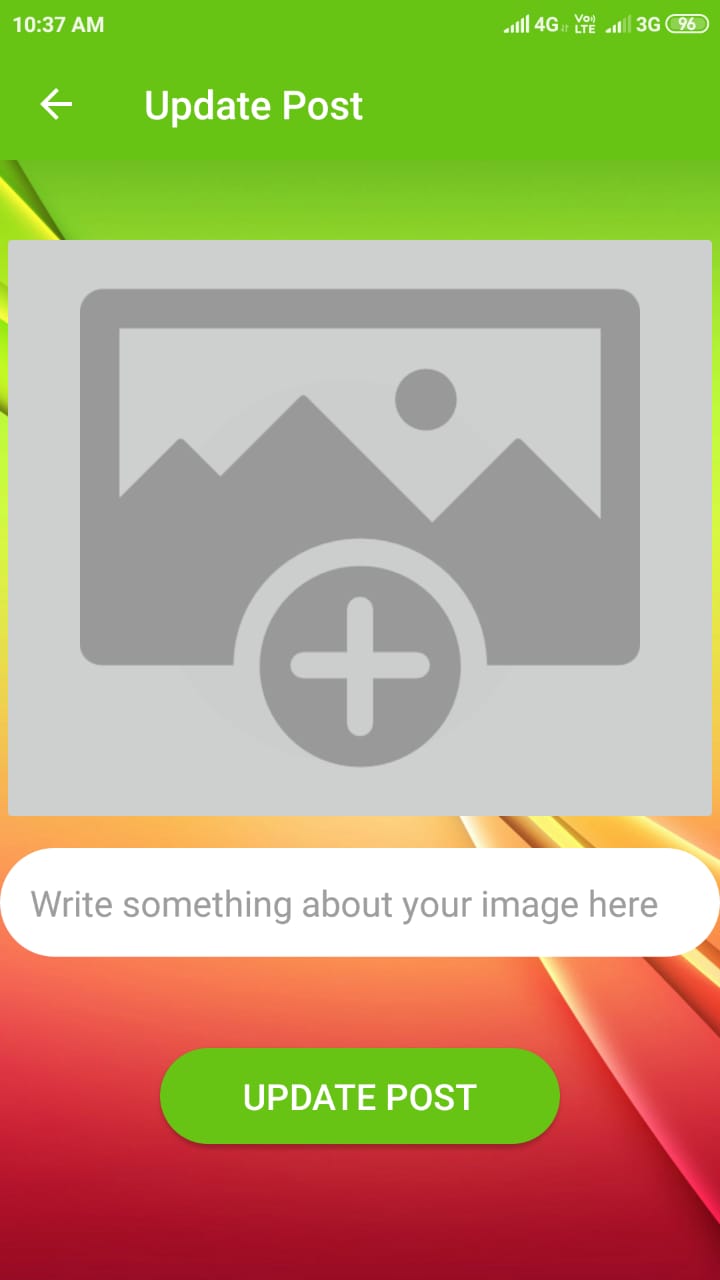 10:37 AM 4G Vo) LTE 3G 96
Update Post
Write something about your image here
UPDATE POST